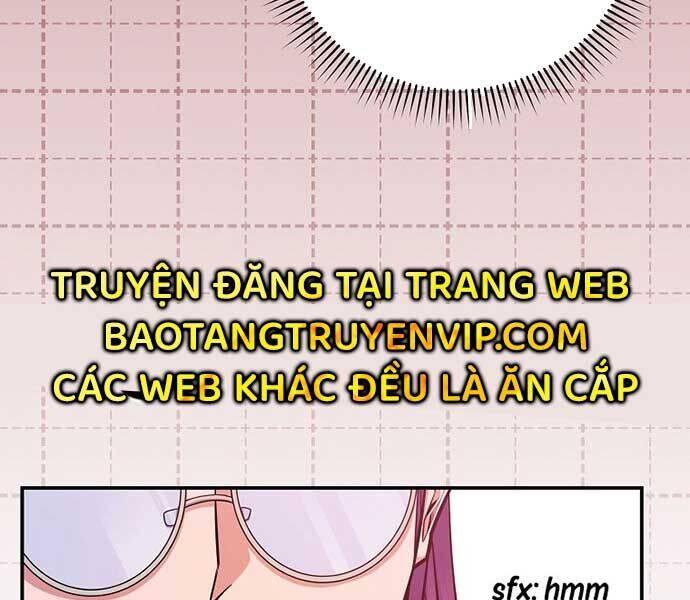 TRUYỆN ĐĂNG TẠI TRANG WEB
BAOTANGTRUYENVIP.COM
CÁC WEB KHÁC ĐỀU LÀ ĂN CẮP
sfx: hmm